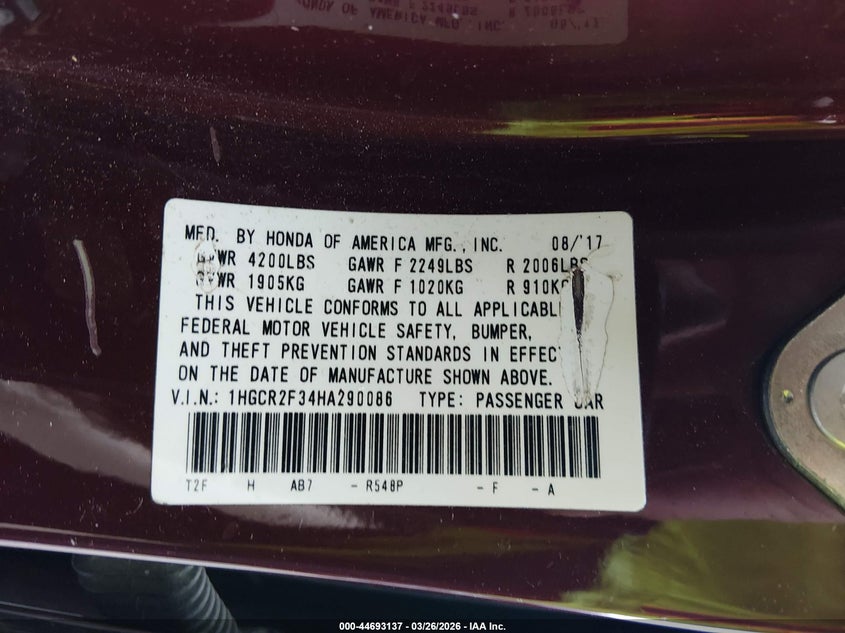 MFD. BY HONDA OF AMERICA MFG., INC. 08/'17
4200LBS GAWR F 2249LBS R 2006LBS
1905KG GAWR F 1020KG R 910KG
THIS VEHICLE CONFORMS TO ALL APPLICABL
FEDERAL MOTOR VEHICLE SAFETY, BUMPER,
AND THEFT PREVENTION STANDARDS IN EFFEC
ON THE DATE OF MANUFACTURE SHOWN ABOVE.
V.I.N.: 1HGCR2F34HA290086 TYPE: PASSENGER CAR
T2F H AB7 - R548P - F - A
000-44693137 - 03/26/2026 - IAA Inc.